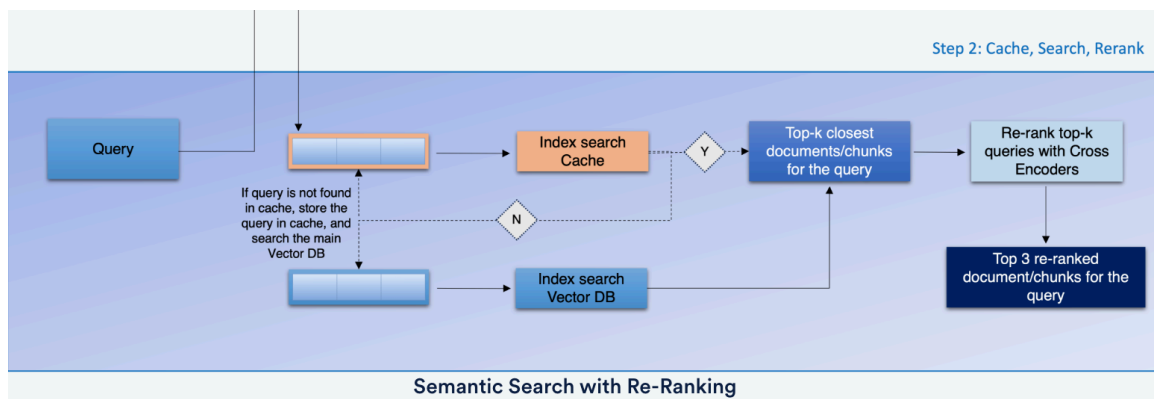 Step 2: Cache, Search, Rerank
Query
Index search
Cache
Y
Top-k closest
documents/chunks
for the query
Re-rank top-k
queries with Cross
Encoders
If query is not found
in cache, store the
query in cache, and
search the main
Vector DB
N
Index search
Vector DB
Top 3 re-ranked
document/chunks for the
query
Semantic Search with Re-Ranking